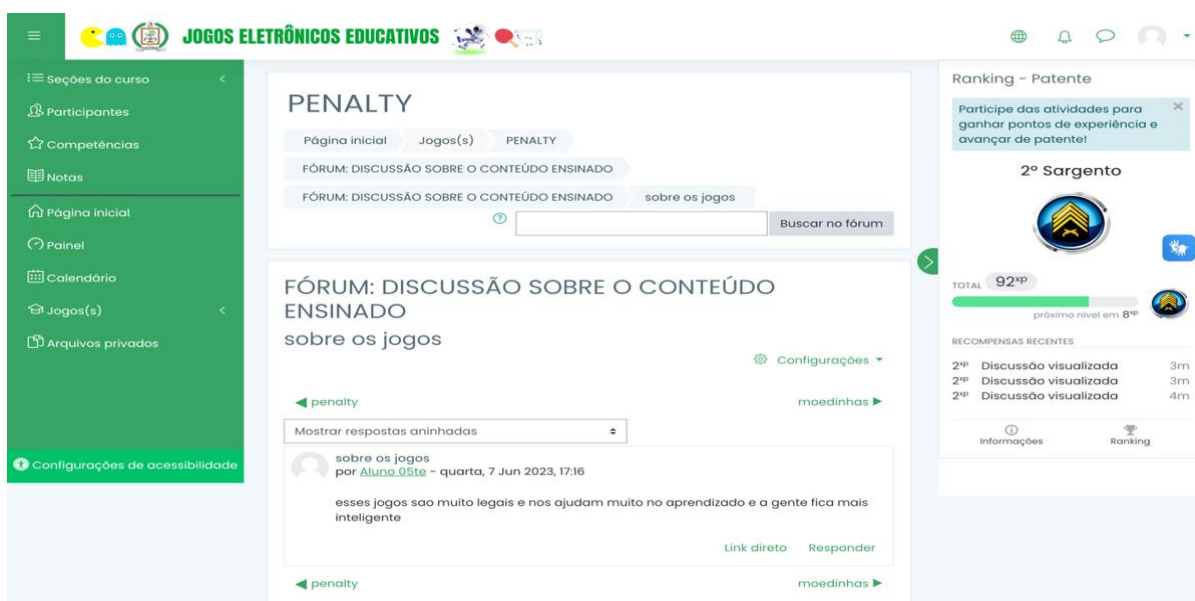 JOGOS ELETRÔNICOS EDUCATIVOS
Seções do curso
Participantes
Competências
Notas
Página inicial
Painel
Calendário
Jogos(s)
Arquivos privados
Configurações de acessibilidade
PENALTY
Página inicial Jogos(s) PENALTY
FÓRUM: DISCUSSÃO SOBRE O CONTEÚDO ENSINADO
FÓRUM: DISCUSSÃO SOBRE O CONTEÚDO ENSINADO sobre os jogos
Buscar no fórum
FÓRUM: DISCUSSÃO SOBRE O CONTEÚDO
ENSINADO
sobre os jogos
Configurações
penalty moedinhas
Mostrar respostas aninhadas
sobre os jogos
por Aluno 05te - quarta, 7 Jun 2023, 17:16
esses jogos sao muito legais e nos ajudam muito no aprendizado e a gente fica mais
inteligente
Link direto Responder
penalty moedinhas
Ranking - Patente
Participe das atividades para
ganhar pontos de experiência e
avançar de patente!
2º Sargento
TOTAL 92xp
próximo nível em 8xp
RECOMPENSAS RECENTES
2xp Discussão visualizada 3m
2xp Discussão visualizada 3m
2xp Discussão visualizada 4m
Informações Ranking